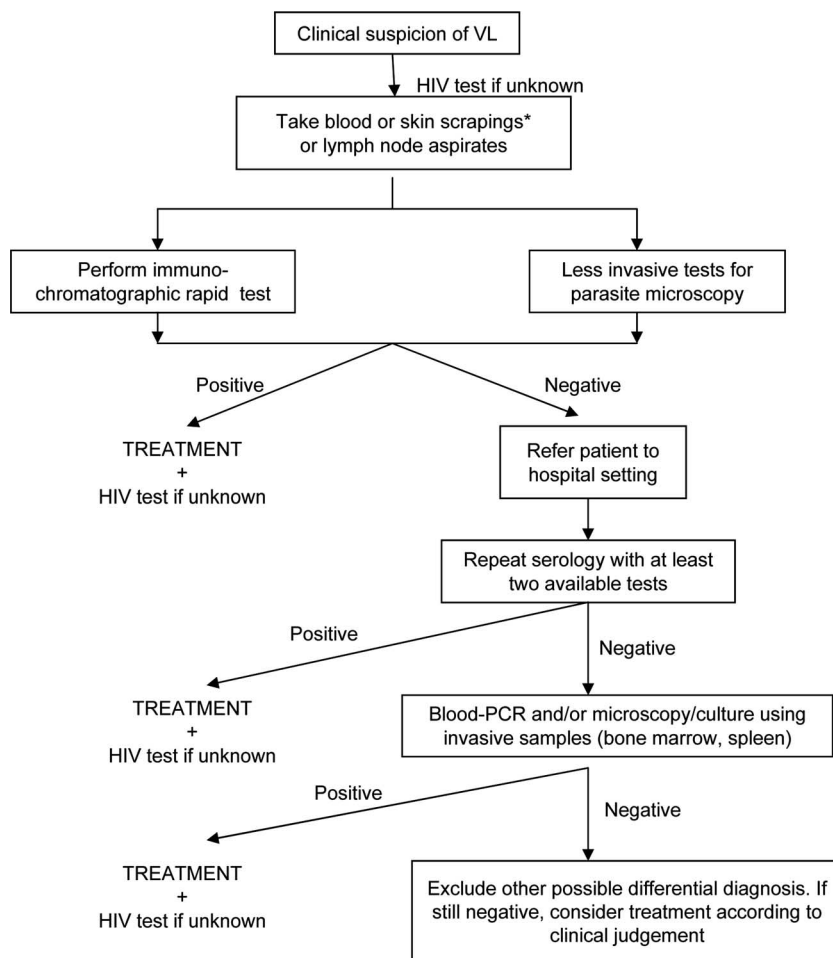 Clinical suspicion of VL
HIV test if unknown
Take blood or skin scrapings*
or lymph node aspirates
Perform immuno-
chromatographic rapid test
Less invasive tests for
parasite microscopy
Positive
Negative
TREATMENT
+
HIV test if unknown
Refer patient to
hospital setting
Repeat serology with at least
two available tests
Positive
Negative
TREATMENT
+
HIV test if unknown
Blood-PCR and/or microscopy/culture using
invasive samples (bone marrow, spleen)
Positive
Negative
TREATMENT
+
HIV test if unknown
Exclude other possible differential diagnosis. If
still negative, consider treatment according to
clinical judgement